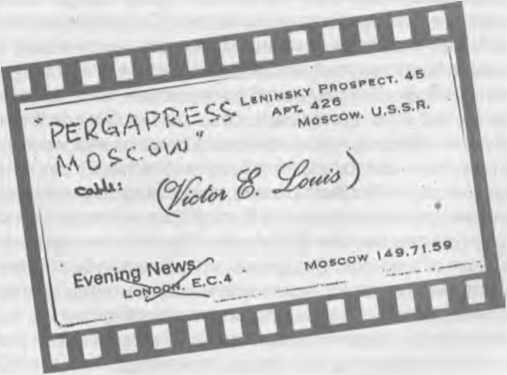 "PERGAPRESS
MOSCOW"
cable:
LENINSKY PROSPECT. 45
APT. 426
MOSCOW, U.S.S.R.
(Victor E. Louis)
Evening News
LONDON, E.C.4
MOSCOW 149.71.59